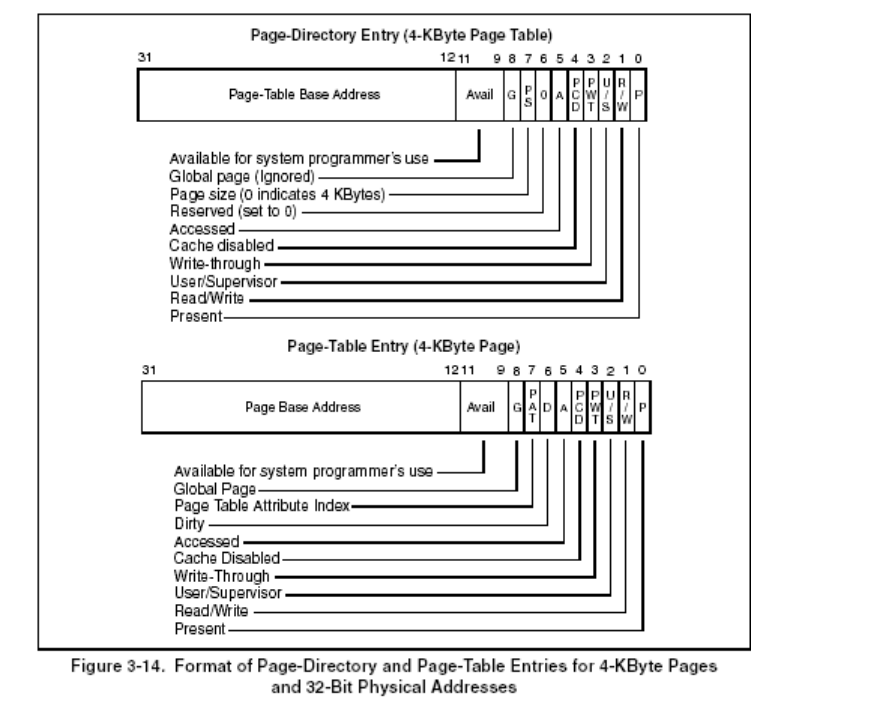 Page-Directory Entry (4-KByte Page Table)
31 12 11 9 8 7 6 5 4 3 2 1 0
Page-Table Base Address Avail G PS 0 A PCD PWT U/S R/W P
Available for system programmer's use
Global page (Ignored)
Page size (0 indicates 4 KBytes)
Reserved (set to 0)
Accessed
Cache disabled
Write-through
User/Supervisor
Read/Write
Present
Page-Table Entry (4-KByte Page)
31 12 11 9 8 7 6 5 4 3 2 1 0
Page Base Address Avail G PAT D A PCD PWT U/S R/W P
Available for system programmer's use
Global Page
Page Table Attribute Index
Dirty
Accessed
Cache Disabled
Write-Through
User/Supervisor
Read/Write
Present
Figure 3-14. Format of Page-Directory and Page-Table Entries for 4-KByte Pages
and 32-Bit Physical Addresses